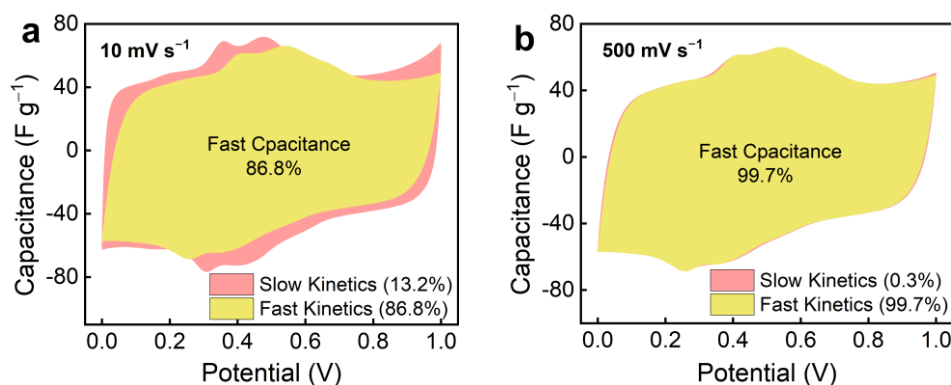 a
10 mV s⁻¹
Capacitance (F g⁻¹)
80
40
0
-40
-80
Fast Cpacitance
86.8%
Slow Kinetics (13.2%)
Fast Kinetics (86.8%)
0.0 0.2 0.4 0.6 0.8 1.0
Potential (V)
b
500 mV s⁻¹
Capacitance (F g⁻¹)
80
40
0
-40
-80
Fast Cpacitance
99.7%
Slow Kinetics (0.3%)
Fast Kinetics (99.7%)
0.0 0.2 0.4 0.6 0.8 1.0
Potential (V)